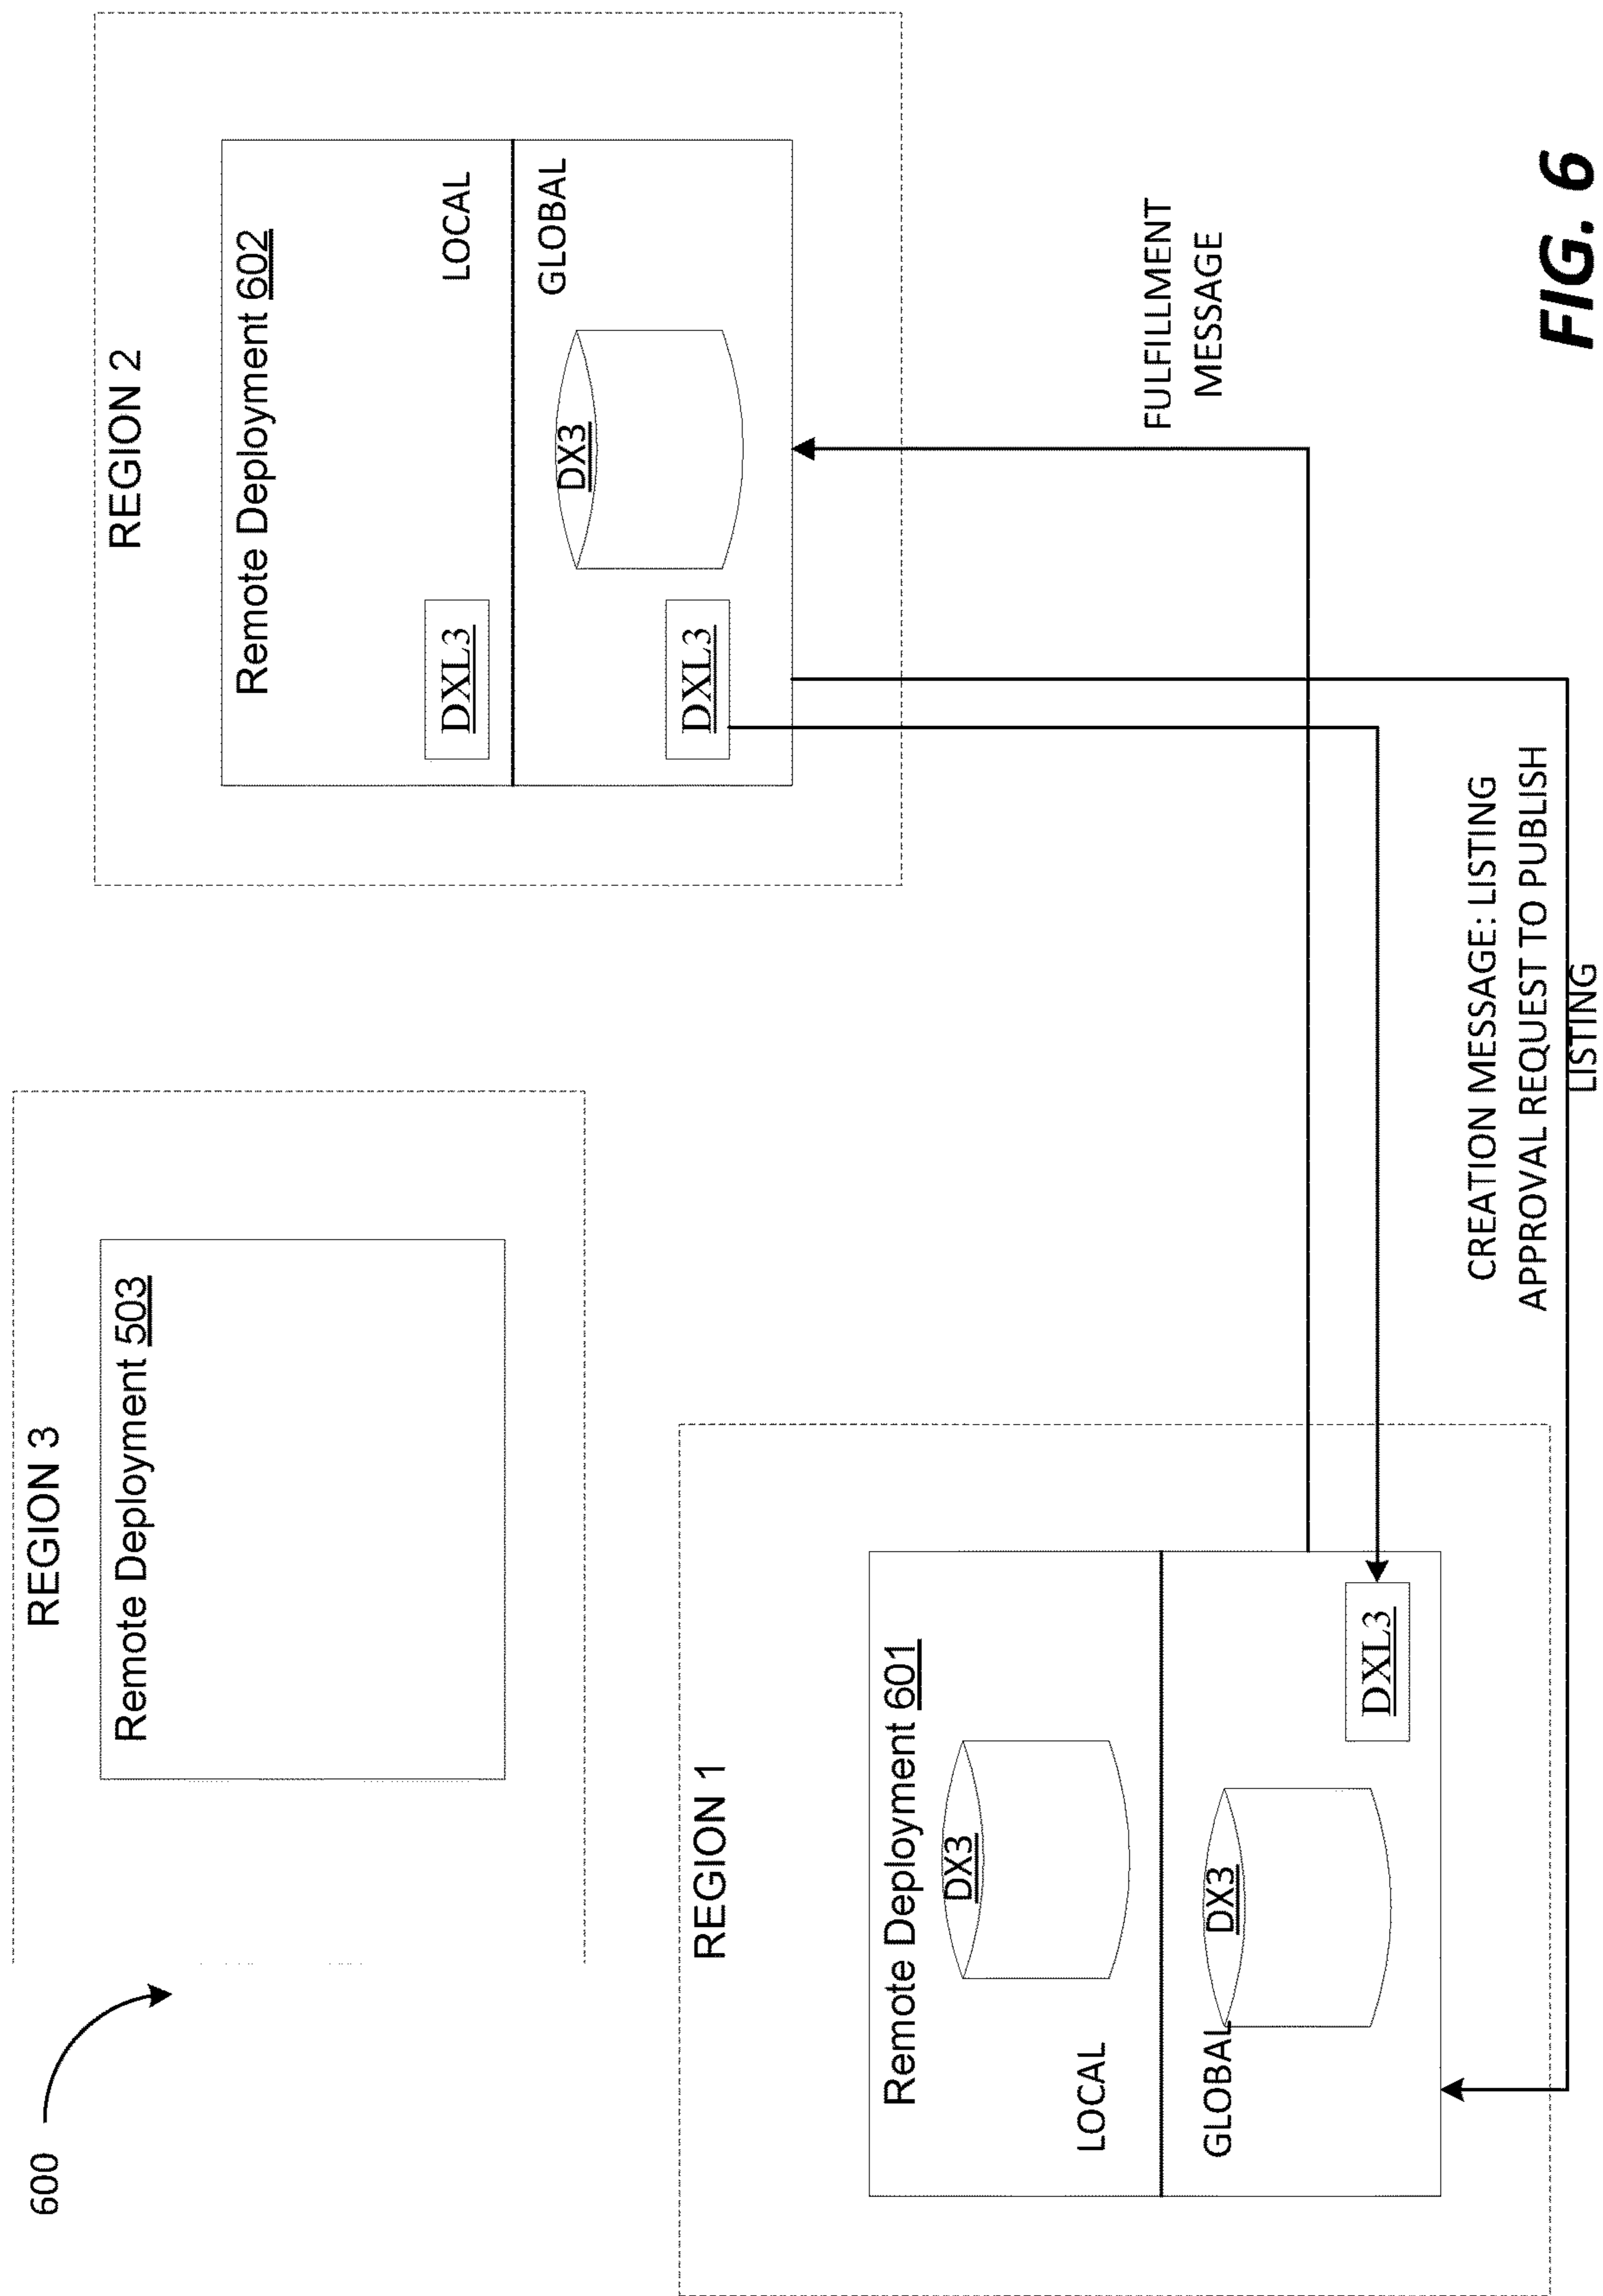 600
REGION 3
Remote Deployment 503
REGION 2
Remote Deployment 602
LOCAL
DXL3
GLOBAL
DX3
DXL3
REGION 1
Remote Deployment 601
DX3
LOCAL
GLOBAL
DX3
DXL3
FULFILLMENT
MESSAGE
CREATION MESSAGE: LISTING
APPROVAL REQUEST TO PUBLISH
LISTING
FIG. 6